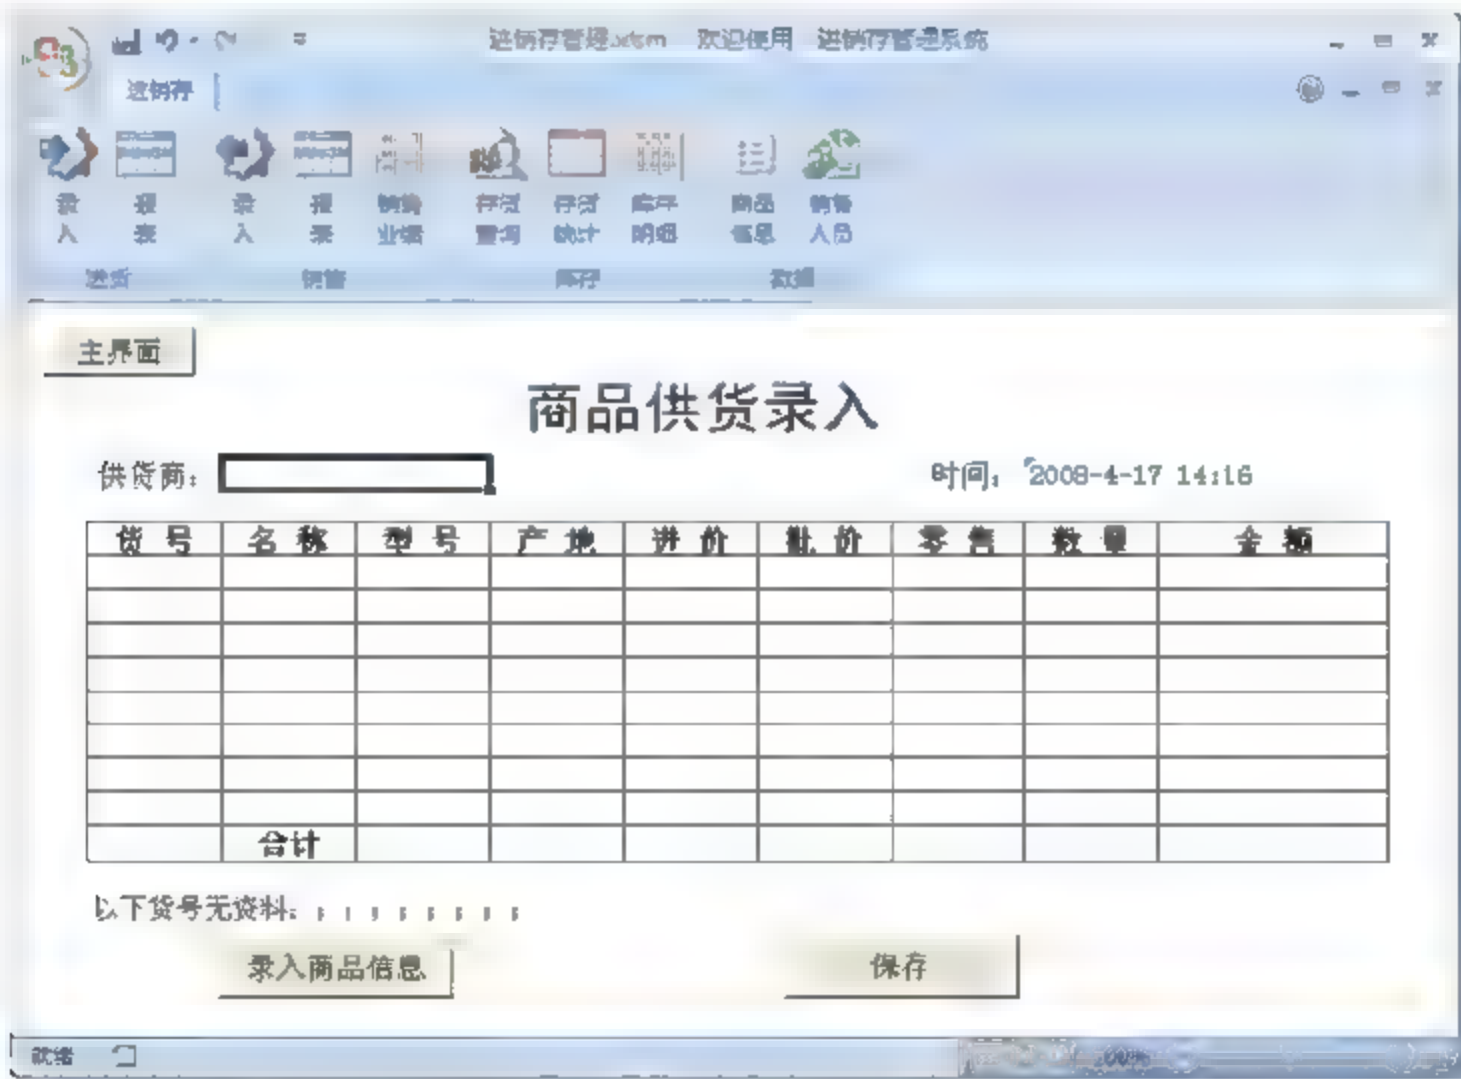 进销存管理.xlsm 欢迎使用 进销存管理系统
进销存
录入 报表 录入 报表 销售业绩 存货查询 存货统计 库存明细 商品信息 销售人员
进货 销售 库存 数据
主界面
商品供货录入
供货商: 时间: 2008-4-17 14:16
货号 名称 型号 产地 进价 批价 零售 数量 金额
合计
以下货号无资料: ; ; ; ; ; ; ; ;
录入商品信息 保存
就绪 100%